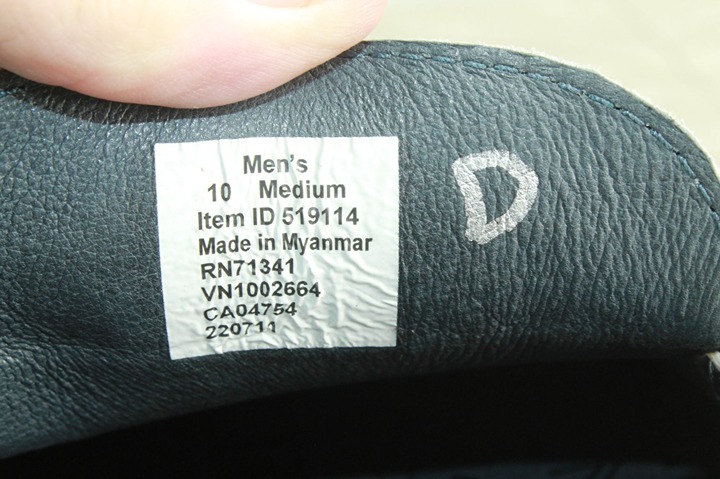 Men's
10 Medium
Item ID 519114
Made in Myanmar
RN71341
VN1002664
CA04754
220711
D